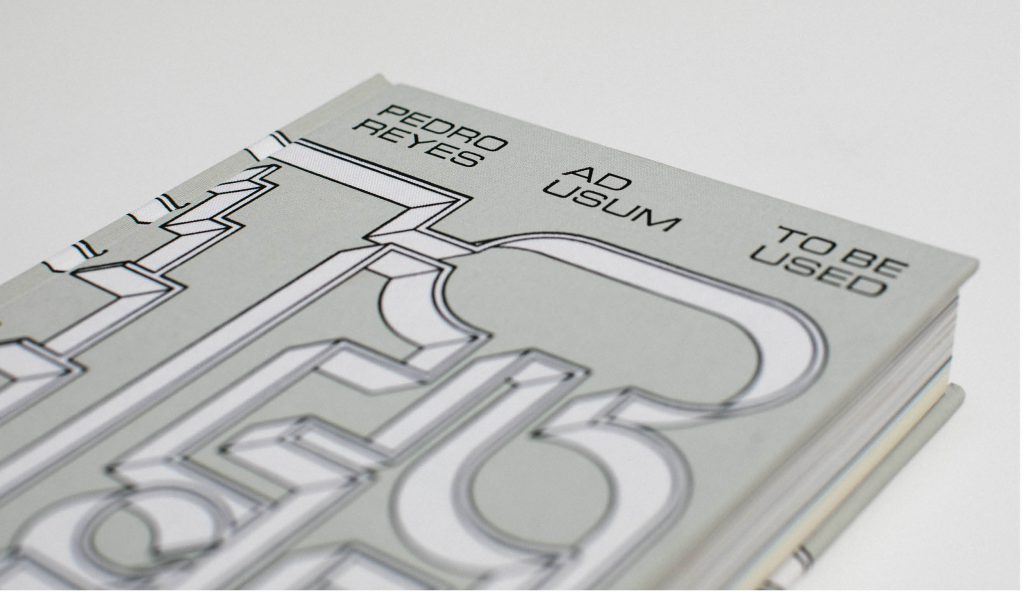 PEDRO
REYES
AD
USUM
TO BE
USED